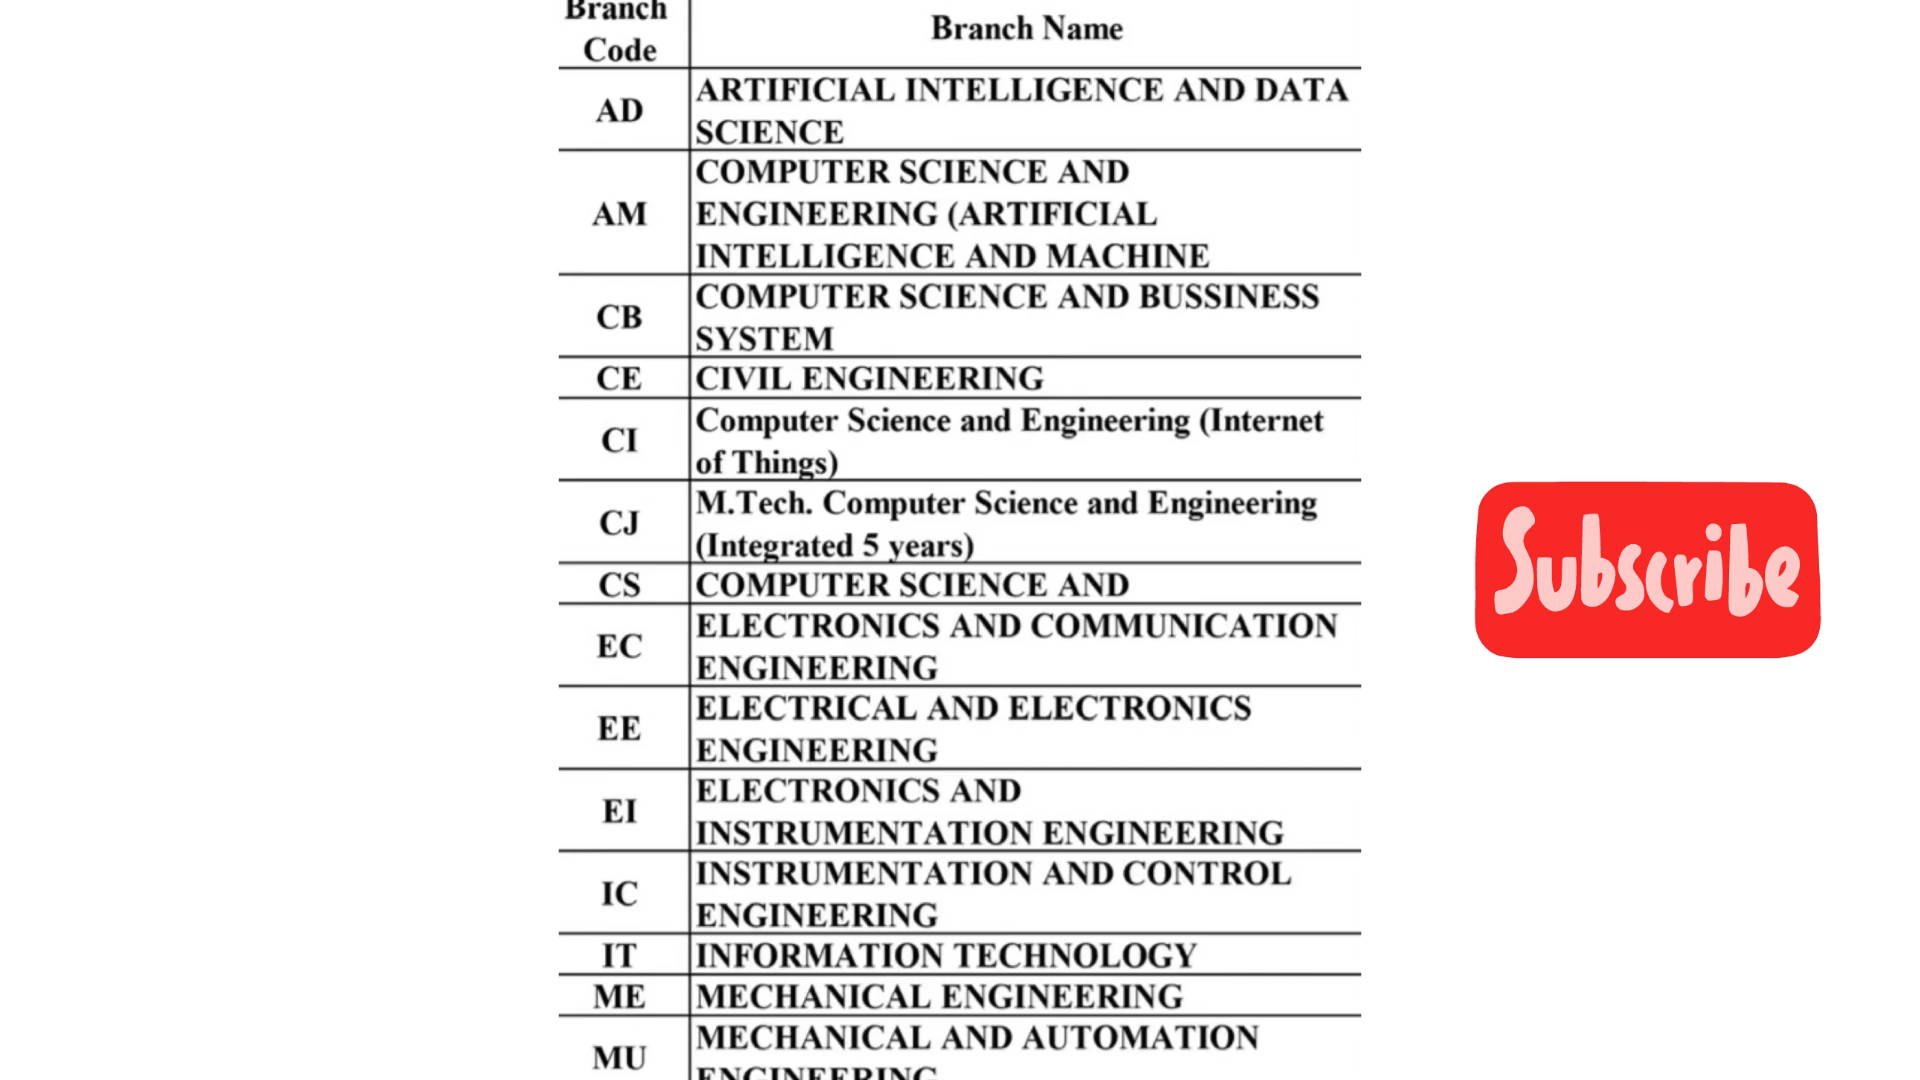 Branch
Code
Branch Name
AD
ARTIFICIAL INTELLIGENCE AND DATA
SCIENCE
AM
COMPUTER SCIENCE AND
ENGINEERING (ARTIFICIAL
INTELLIGENCE AND MACHINE
CB
COMPUTER SCIENCE AND BUSSINESS
SYSTEM
CE
CIVIL ENGINEERING
CI
Computer Science and Engineering (Internet
of Things)
CJ
M.Tech. Computer Science and Engineering
(Integrated 5 years)
CS
COMPUTER SCIENCE AND
EC
ELECTRONICS AND COMMUNICATION
ENGINEERING
EE
ELECTRICAL AND ELECTRONICS
ENGINEERING
EI
ELECTRONICS AND
INSTRUMENTATION ENGINEERING
IC
INSTRUMENTATION AND CONTROL
ENGINEERING
IT
INFORMATION TECHNOLOGY
ME
MECHANICAL ENGINEERING
MU
MECHANICAL AND AUTOMATION
ENGINEERING
Subscribe